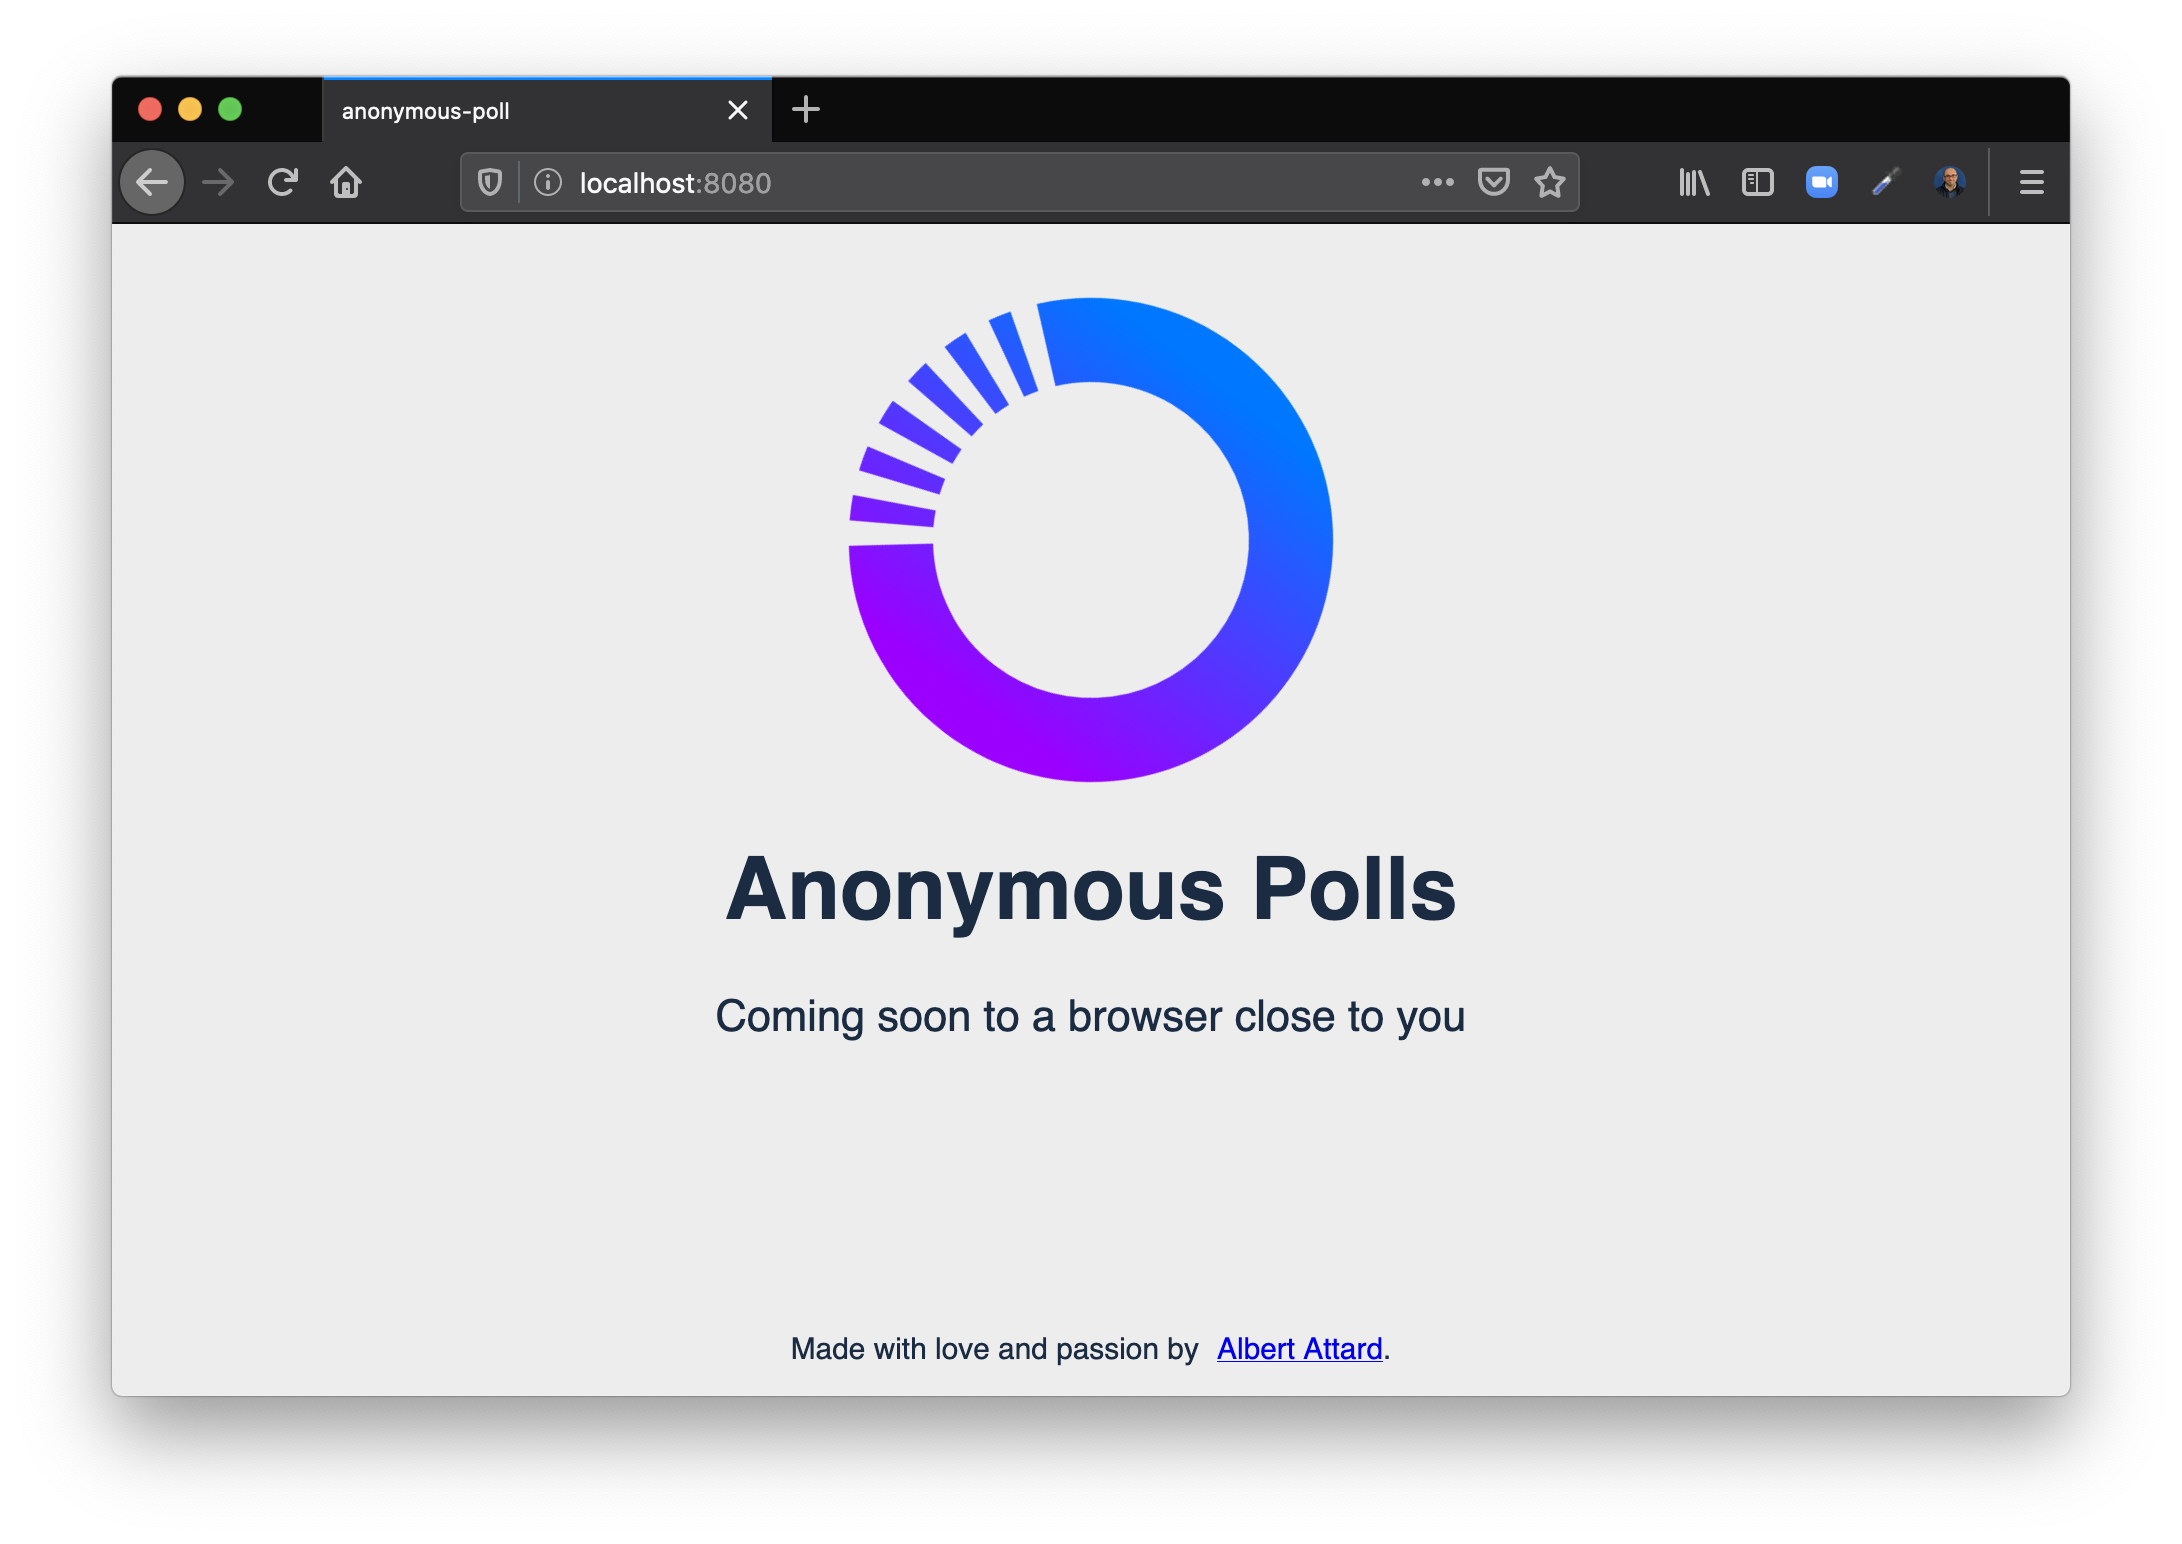 anonymous-poll
localhost:8080
Anonymous Polls
Coming soon to a browser close to you
Made with love and passion by Albert Attard.